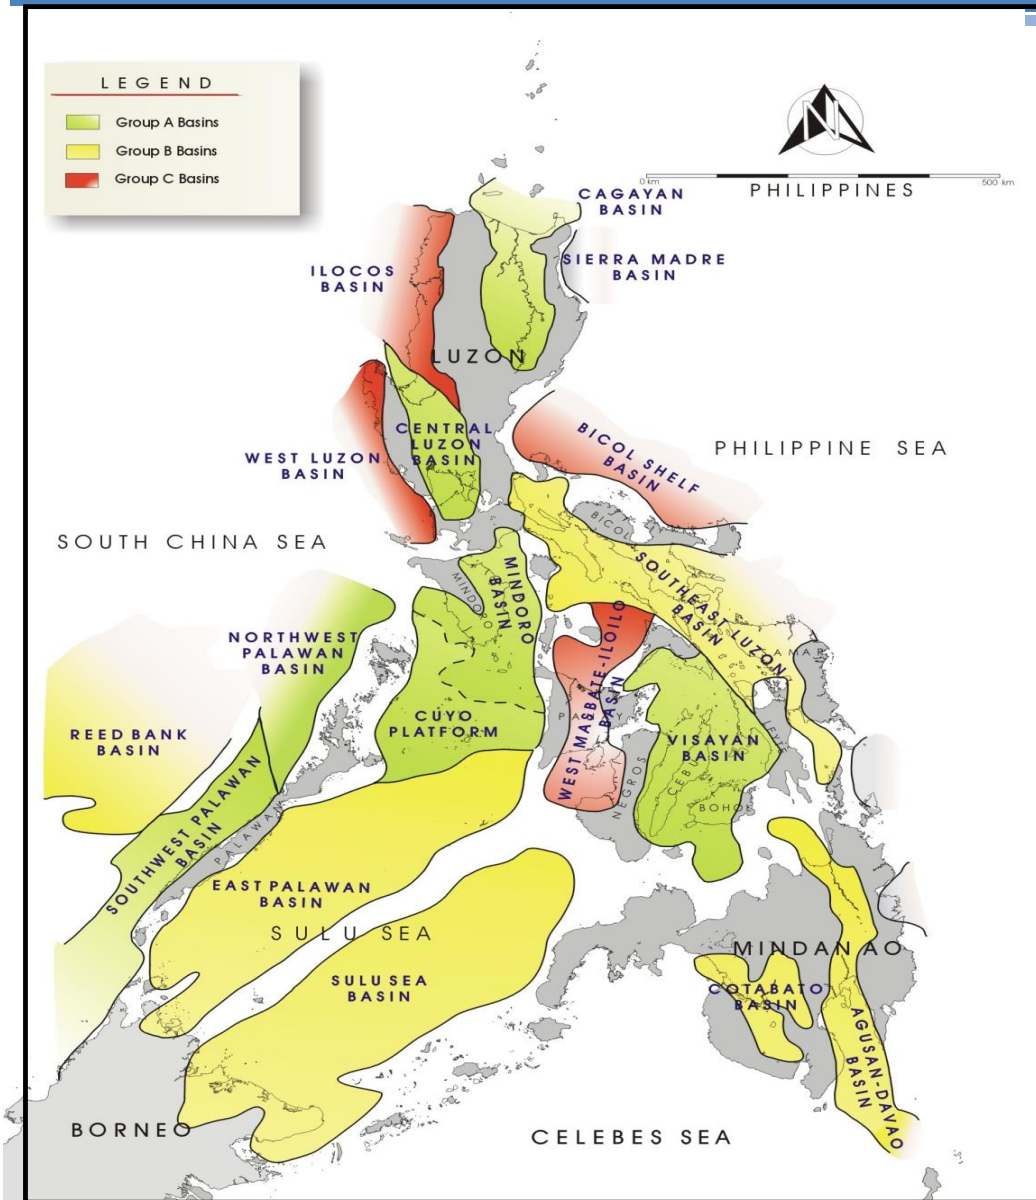 LEGEND
Group A Basins
Group B Basins
Group C Basins
N
0 km
500 km
PHILIPPINES
CAGAYAN
BASIN
SIERRA MADRE
BASIN
ILOCOS
BASIN
LUZON
CENTRAL
LUZON
BASIN
WEST LUZON
BASIN
BICOL SHELF
BASIN
PHILIPPINE SEA
SOUTH CHINA SEA
BICOL
MINDORO
MINDORO
BASIN
SOUTHEAST LUZON
BASIN
NORTHWEST
PALAWAN
BASIN
WEST MASBATE-ILOILO
BASIN
REED BANK
BASIN
CUYO
PLATFORM
VISAYAN
BASIN
CEBU
BOHOL
NEGROS
SOUTHWEST PALAWAN
BASIN
PALAWAN
EAST PALAWAN
BASIN
SULU SEA
SULU SEA
BASIN
MINDANAO
COTABATO
BASIN
AGUSAN-DAVAO
BASIN
BORNEO
CELEBES SEA